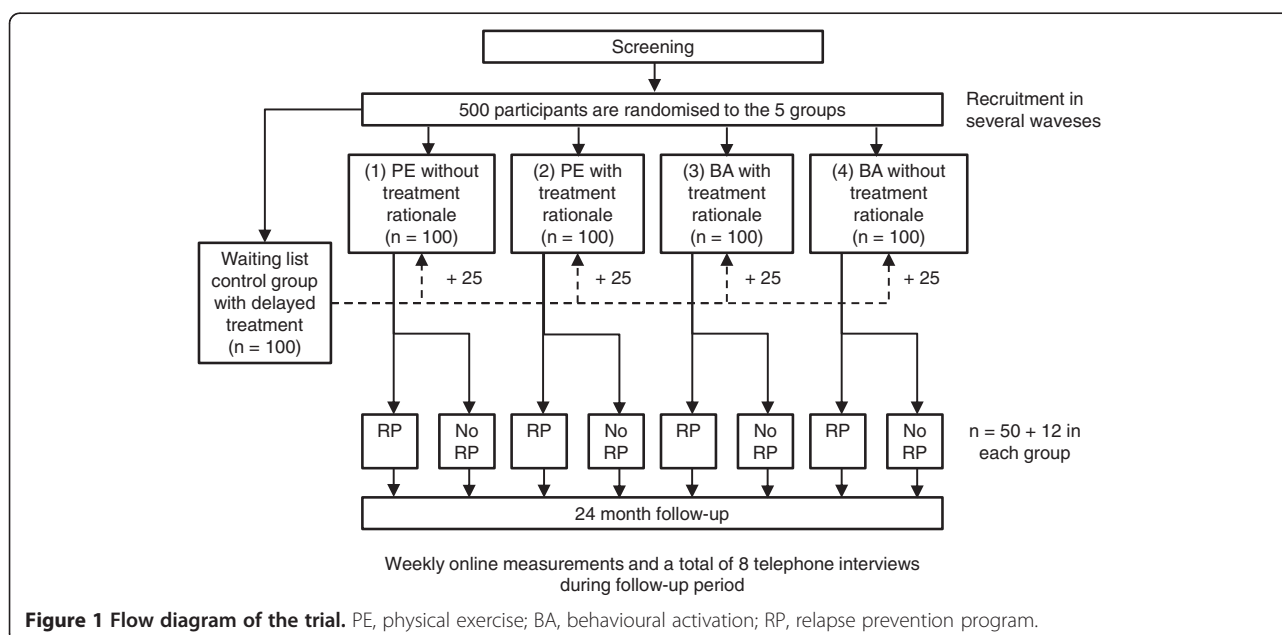 Screening
500 participants are randomised to the 5 groups
Recruitment in
several waveses
(1) PE without
treatment
rationale
(n = 100)
(2) PE with
treatment
rationale
(n = 100)
(3) BA with
treatment
rationale
(n = 100)
(4) BA without
treatment
rationale
(n = 100)
Waiting list
control group
with delayed
treatment
(n = 100)
+ 25
+ 25
+ 25
+ 25
RP
No
RP
RP
No
RP
RP
No
RP
RP
No
RP
n = 50 + 12 in
each group
24 month follow-up
Weekly online measurements and a total of 8 telephone interviews
during follow-up period
Figure 1 Flow diagram of the trial. PE, physical exercise; BA, behavioural activation; RP, relapse prevention program.